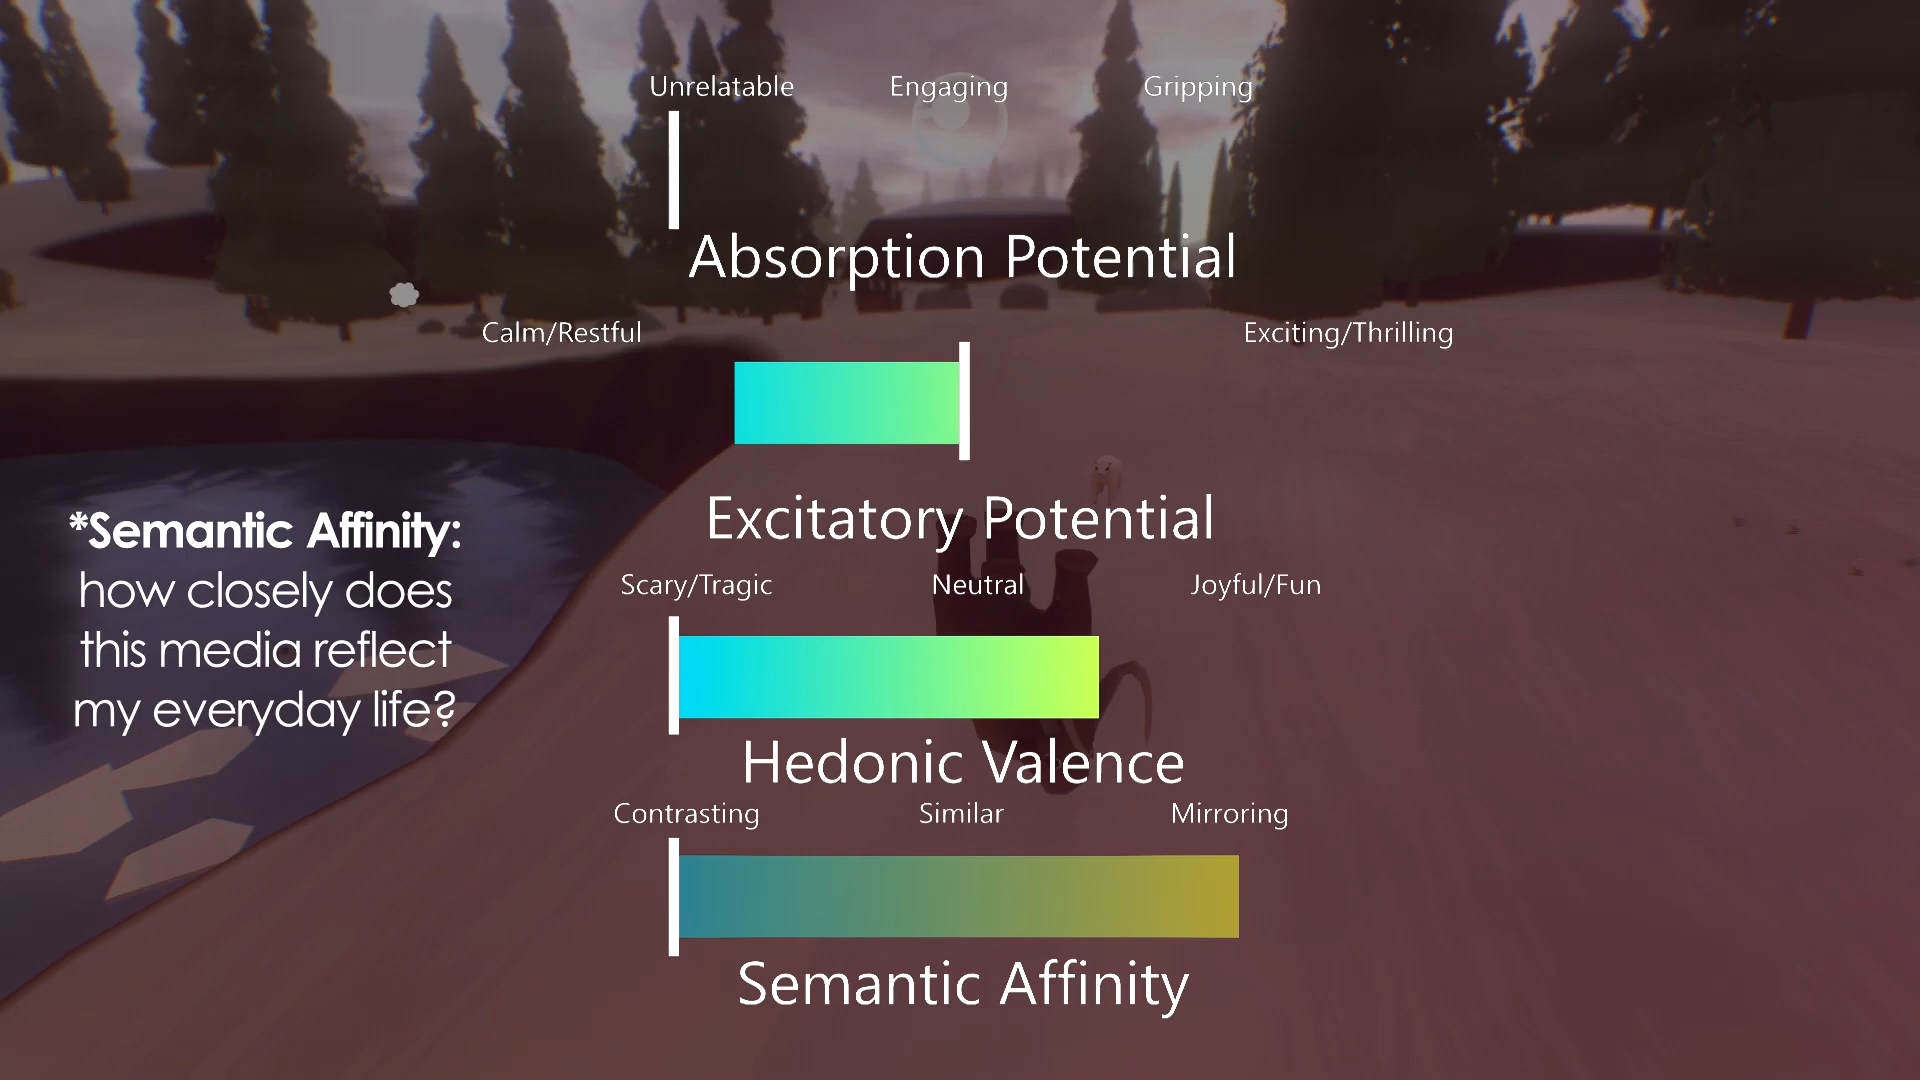 Unrelatable Engaging Gripping
Absorption Potential
Calm/Restful Exciting/Thrilling
Excitatory Potential
Scary/Tragic Neutral Joyful/Fun
Hedonic Valence
Contrasting Similar Mirroring
Semantic Affinity
*Semantic Affinity:
how closely does
this media reflect
my everyday life?